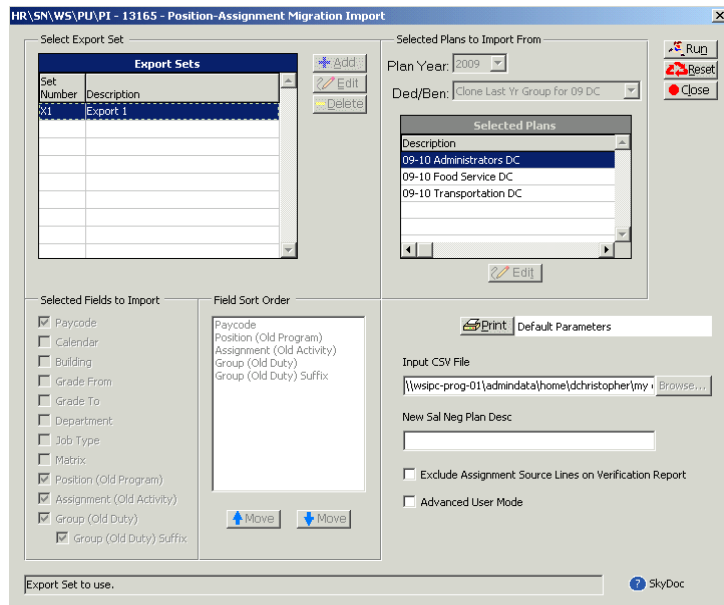 HR\SN\WS\PU\PI - 13165 - Position-Assignment Migration Import
Select Export Set
Export Sets
Set Number Description
X1 Export 1
Add
Edit
Delete
Selected Plans to Import From
Plan Year: 2009
Ded/Ben: Clone Last Yr Group for 09 DC
Selected Plans
Description
09-10 Administrators DC
09-10 Food Service DC
09-10 Transportation DC
Edit
Run
Reset
Close
Selected Fields to Import
Paycode
Calendar
Building
Grade From
Grade To
Department
Job Type
Matrix
Position (Old Program)
Assignment (Old Activity)
Group (Old Duty)
Group (Old Duty) Suffix
Field Sort Order
Paycode
Position (Old Program)
Assignment (Old Activity)
Group (Old Duty)
Group (Old Duty) Suffix
Move
Move
Print Default Parameters
Input CSV File
\\wsipc-prog-01\admindata\home\dchristopher\my
Browse...
New Sal Neg Plan Desc
Exclude Assignment Source Lines on Verification Report
Advanced User Mode
Export Set to use.
SkyDoc